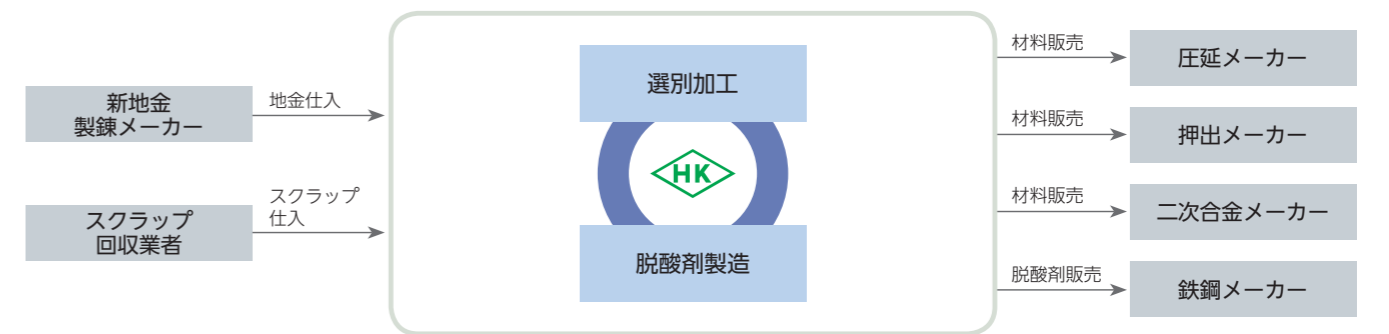 新地金
製錬メーカー
地金仕入
スクラップ
回収業者
スクラップ
仕入
選別加工
HK
脱酸剤製造
材料販売
圧延メーカー
材料販売
押出メーカー
材料販売
二次合金メーカー
脱酸剤販売
鉄鋼メーカー